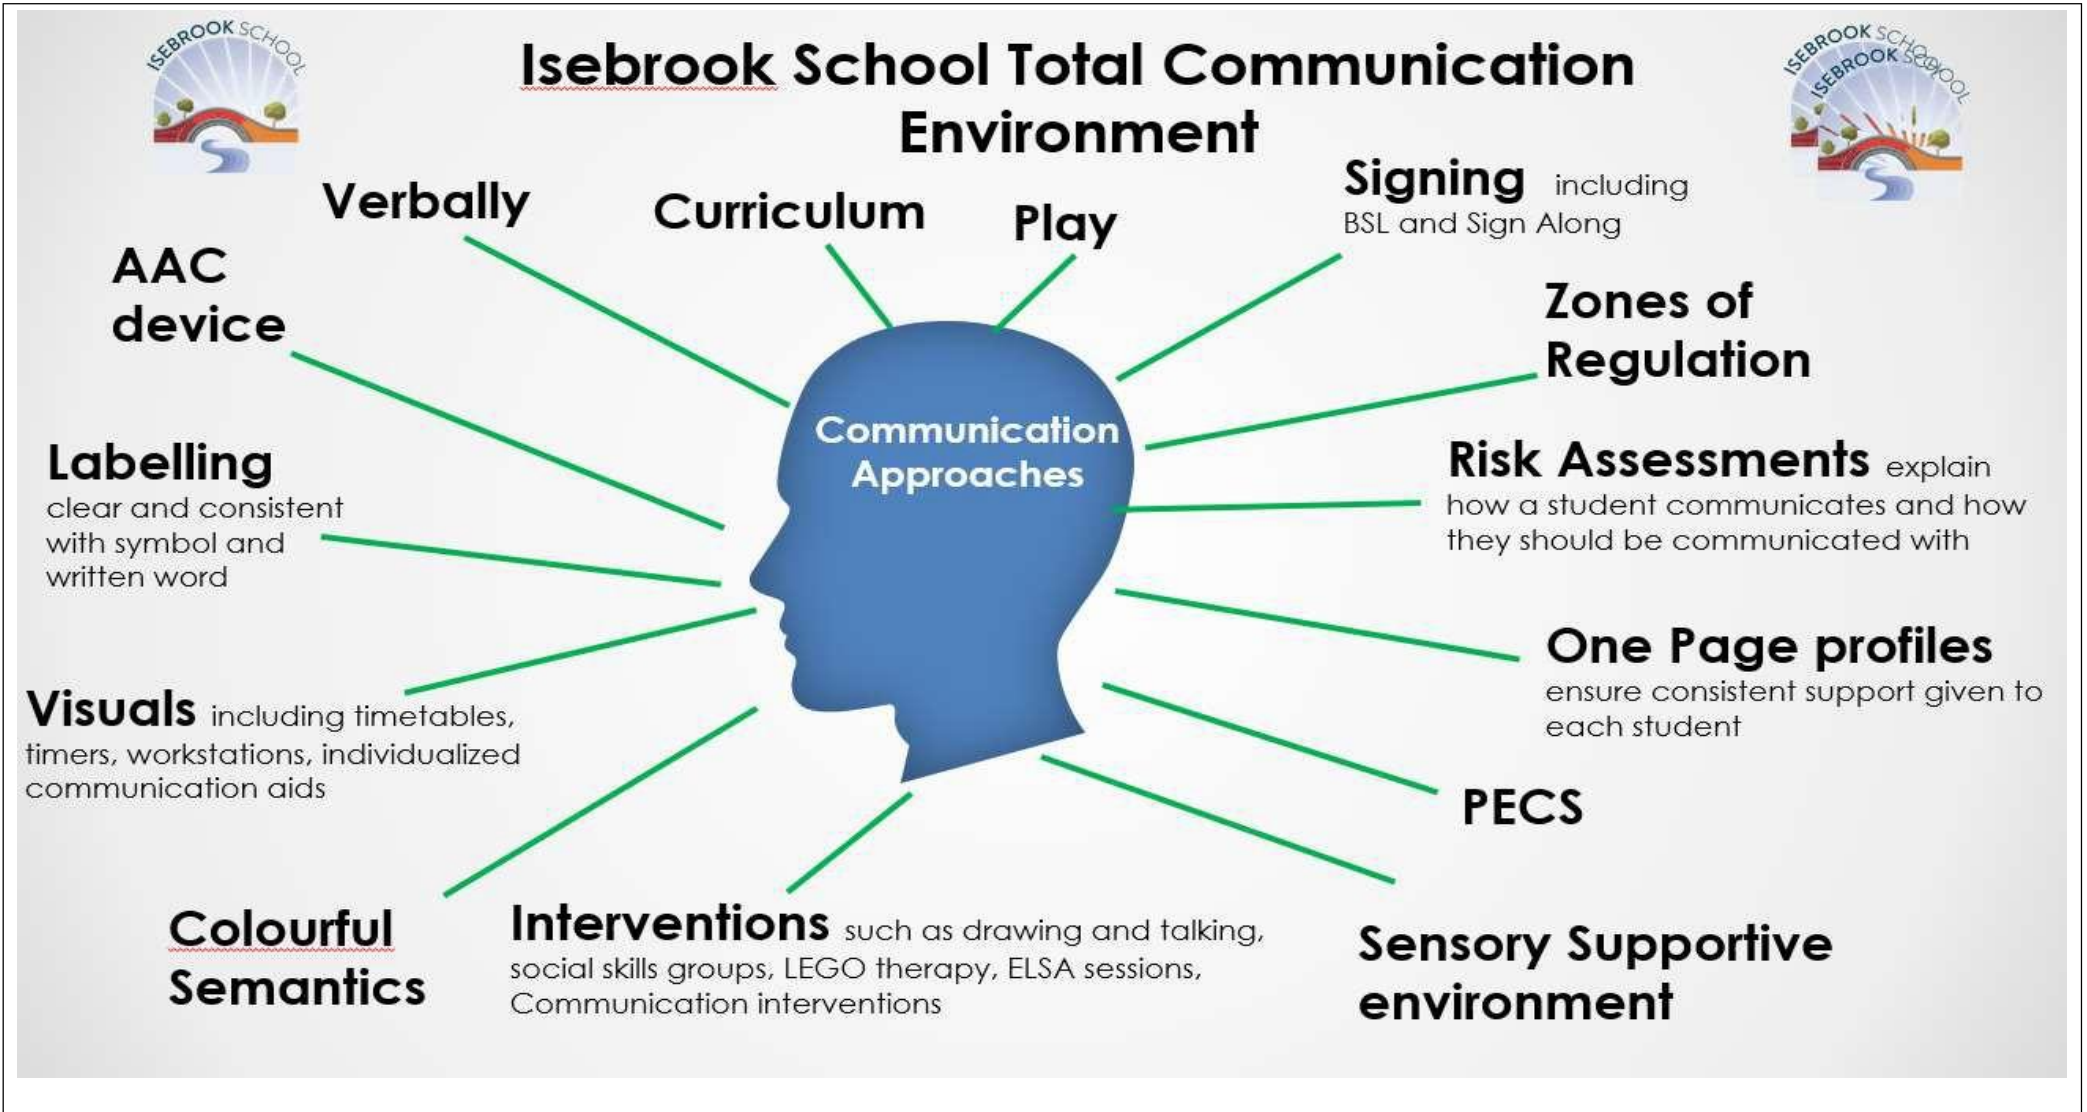 ISEBROOK SCHOOL
Isebrook School Total Communication
Environment
ISEBROOK SCHOOL
ISEBROOK SCHOOL
Verbally
Curriculum
Play
Signing including
BSL and Sign Along
AAC
device
Zones of
Regulation
Communication
Approaches
Labelling
clear and consistent
with symbol and
written word
Risk Assessments explain
how a student communicates and how
they should be communicated with
One Page profiles
ensure consistent support given to
each student
Visuals including timetables,
timers, workstations, individualized
communication aids
PECS
Colourful
Semantics
Interventions such as drawing and talking,
social skills groups, LEGO therapy, ELSA sessions,
Communication interventions
Sensory Supportive
environment